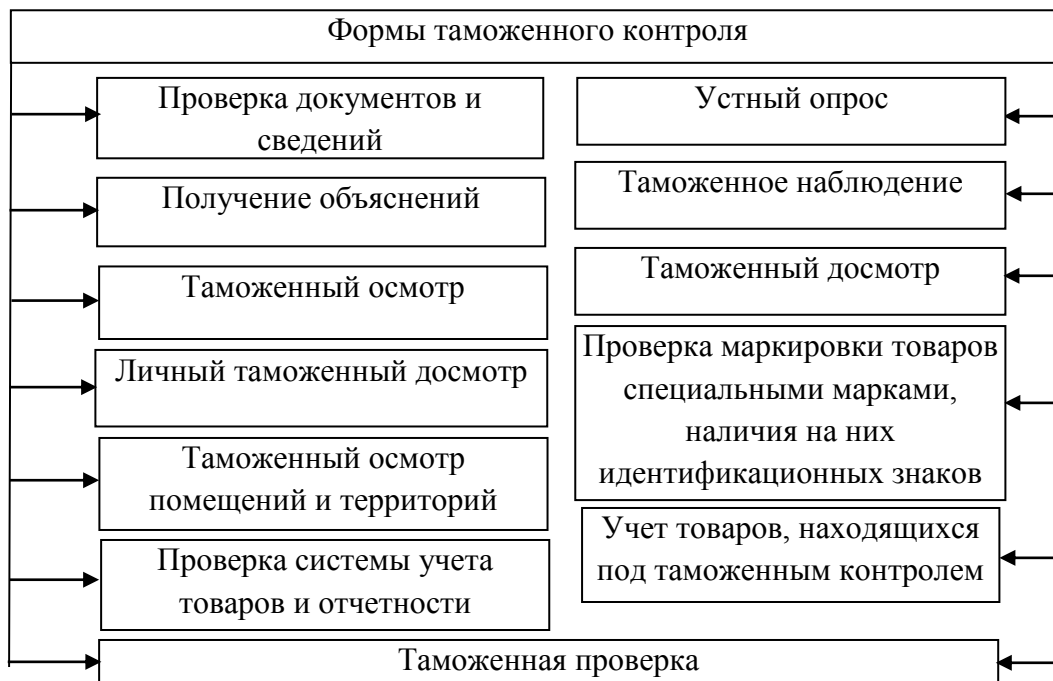 Формы таможенного контроля
Проверка документов и
сведений
Устный опрос
Получение объяснений
Таможенное наблюдение
Таможенный осмотр
Таможенный досмотр
Личный таможенный досмотр
Проверка маркировки товаров
специальными марками,
наличия на них
идентификационных знаков
Таможенный осмотр
помещений и территорий
Учет товаров, находящихся
под таможенным контролем
Проверка системы учета
товаров и отчетности
Таможенная проверка